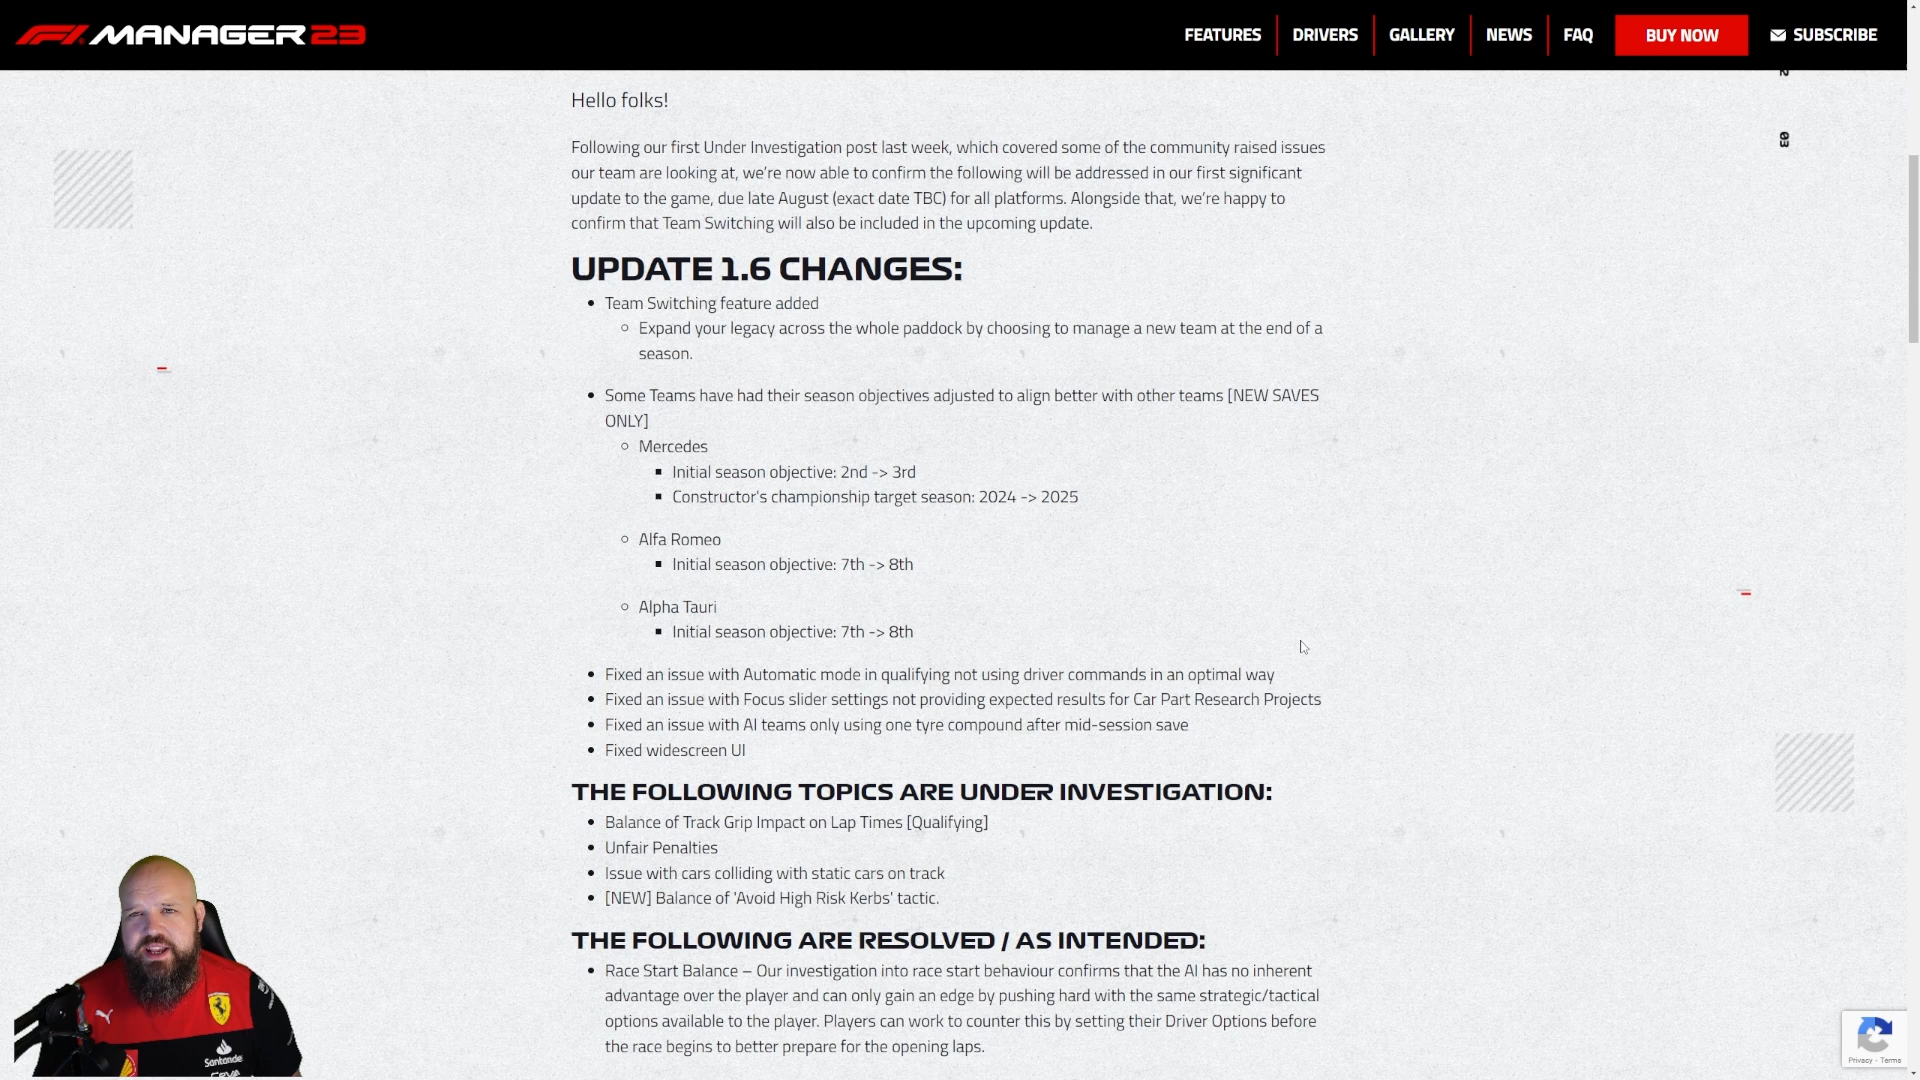 F1 MANAGER 23
FEATURES DRIVERS GALLERY NEWS FAQ BUY NOW SUBSCRIBE
2
03
Hello folks!
Following our first Under Investigation post last week, which covered some of the community raised issues
our team are looking at, we’re now able to confirm the following will be addressed in our first significant
update to the game, due late August (exact date TBC) for all platforms. Alongside that, we’re happy to
confirm that Team Switching will also be included in the upcoming update.
UPDATE 1.6 CHANGES:
Team Switching feature added
Expand your legacy across the whole paddock by choosing to manage a new team at the end of a
season.
Some Teams have had their season objectives adjusted to align better with other teams [NEW SAVES
ONLY]
Mercedes
Initial season objective: 2nd -> 3rd
Constructor's championship target season: 2024 -> 2025
Alfa Romeo
Initial season objective: 7th -> 8th
Alpha Tauri
Initial season objective: 7th -> 8th
Fixed an issue with Automatic mode in qualifying not using driver commands in an optimal way
Fixed an issue with Focus slider settings not providing expected results for Car Part Research Projects
Fixed an issue with AI teams only using one tyre compound after mid-session save
Fixed widescreen UI
THE FOLLOWING TOPICS ARE UNDER INVESTIGATION:
Balance of Track Grip Impact on Lap Times [Qualifying]
Unfair Penalties
Issue with cars colliding with static cars on track
[NEW] Balance of 'Avoid High Risk Kerbs' tactic.
THE FOLLOWING ARE RESOLVED / AS INTENDED:
Race Start Balance – Our investigation into race start behaviour confirms that the AI has no inherent
advantage over the player and can only gain an edge by pushing hard with the same strategic/tactical
options available to the player. Players can work to counter this by setting their Driver Options before
the race begins to better prepare for the opening laps.
Santander
Privacy - Terms